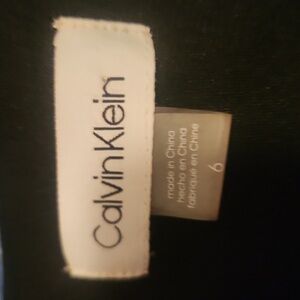 Calvin Klein
made in China
hecho en China
fabriqué en Chine
6